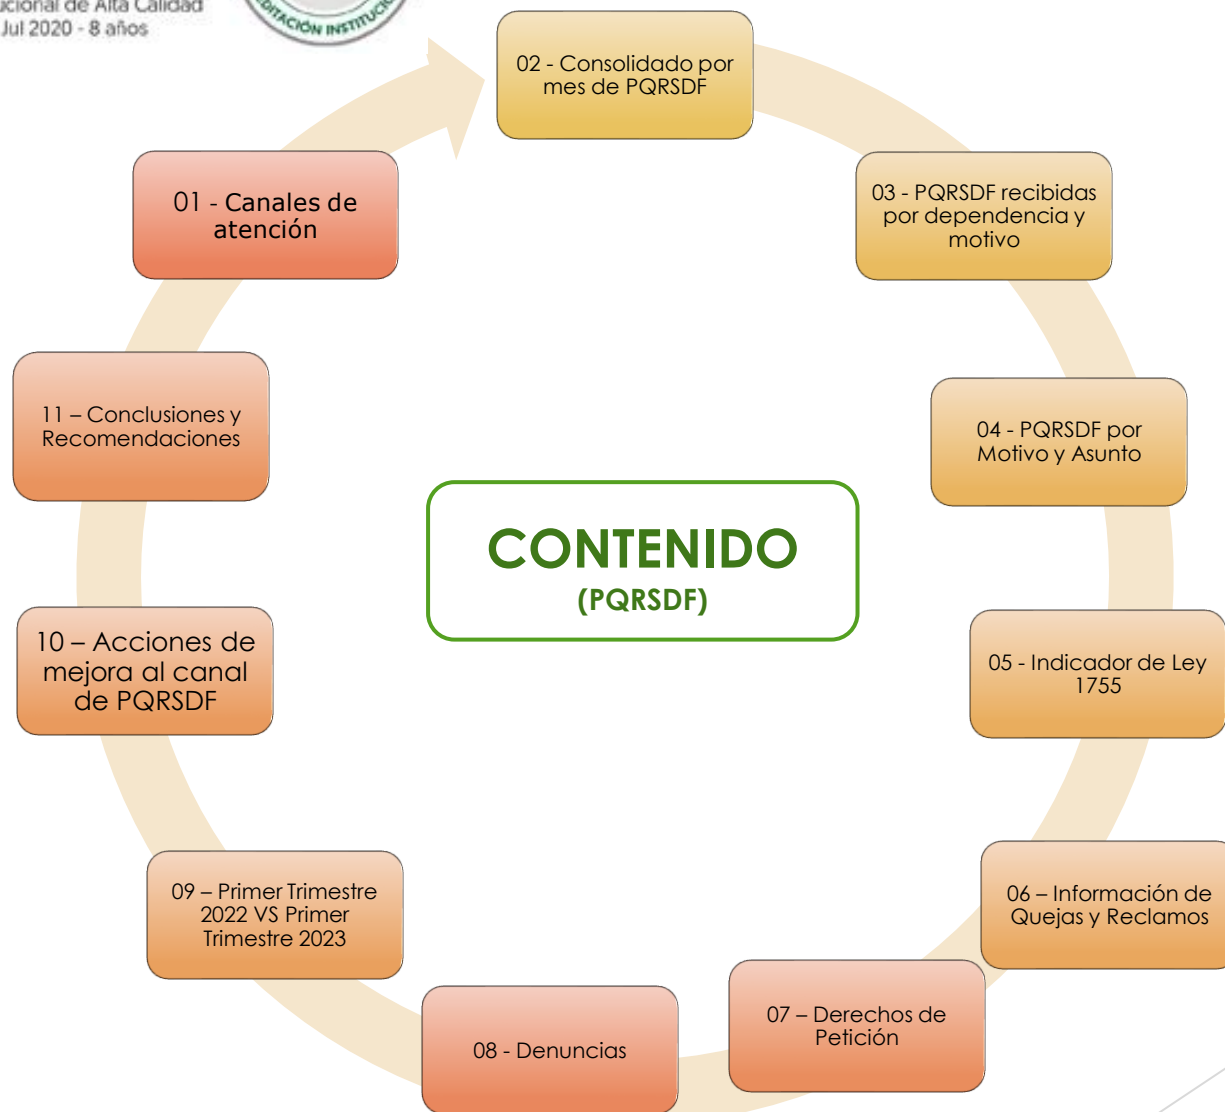 de Alta Calidad
Jul 2020 - 8 años
02 - Consolidado por
mes de PQRSDF
01 - Canales de
atención
03 - PQRSDF recibidas
por dependencia y
motivo
11 – Conclusiones y
Recomendaciones
04 - PQRSDF por
Motivo y Asunto
CONTENIDO
(PQRSDF)
10 – Acciones de
mejora al canal
de PQRSDF
05 - Indicador de Ley
1755
09 – Primer Trimestre
2022 VS Primer
Trimestre 2023
06 – Información de
Quejas y Reclamos
08 - Denuncias
07 – Derechos de
Petición